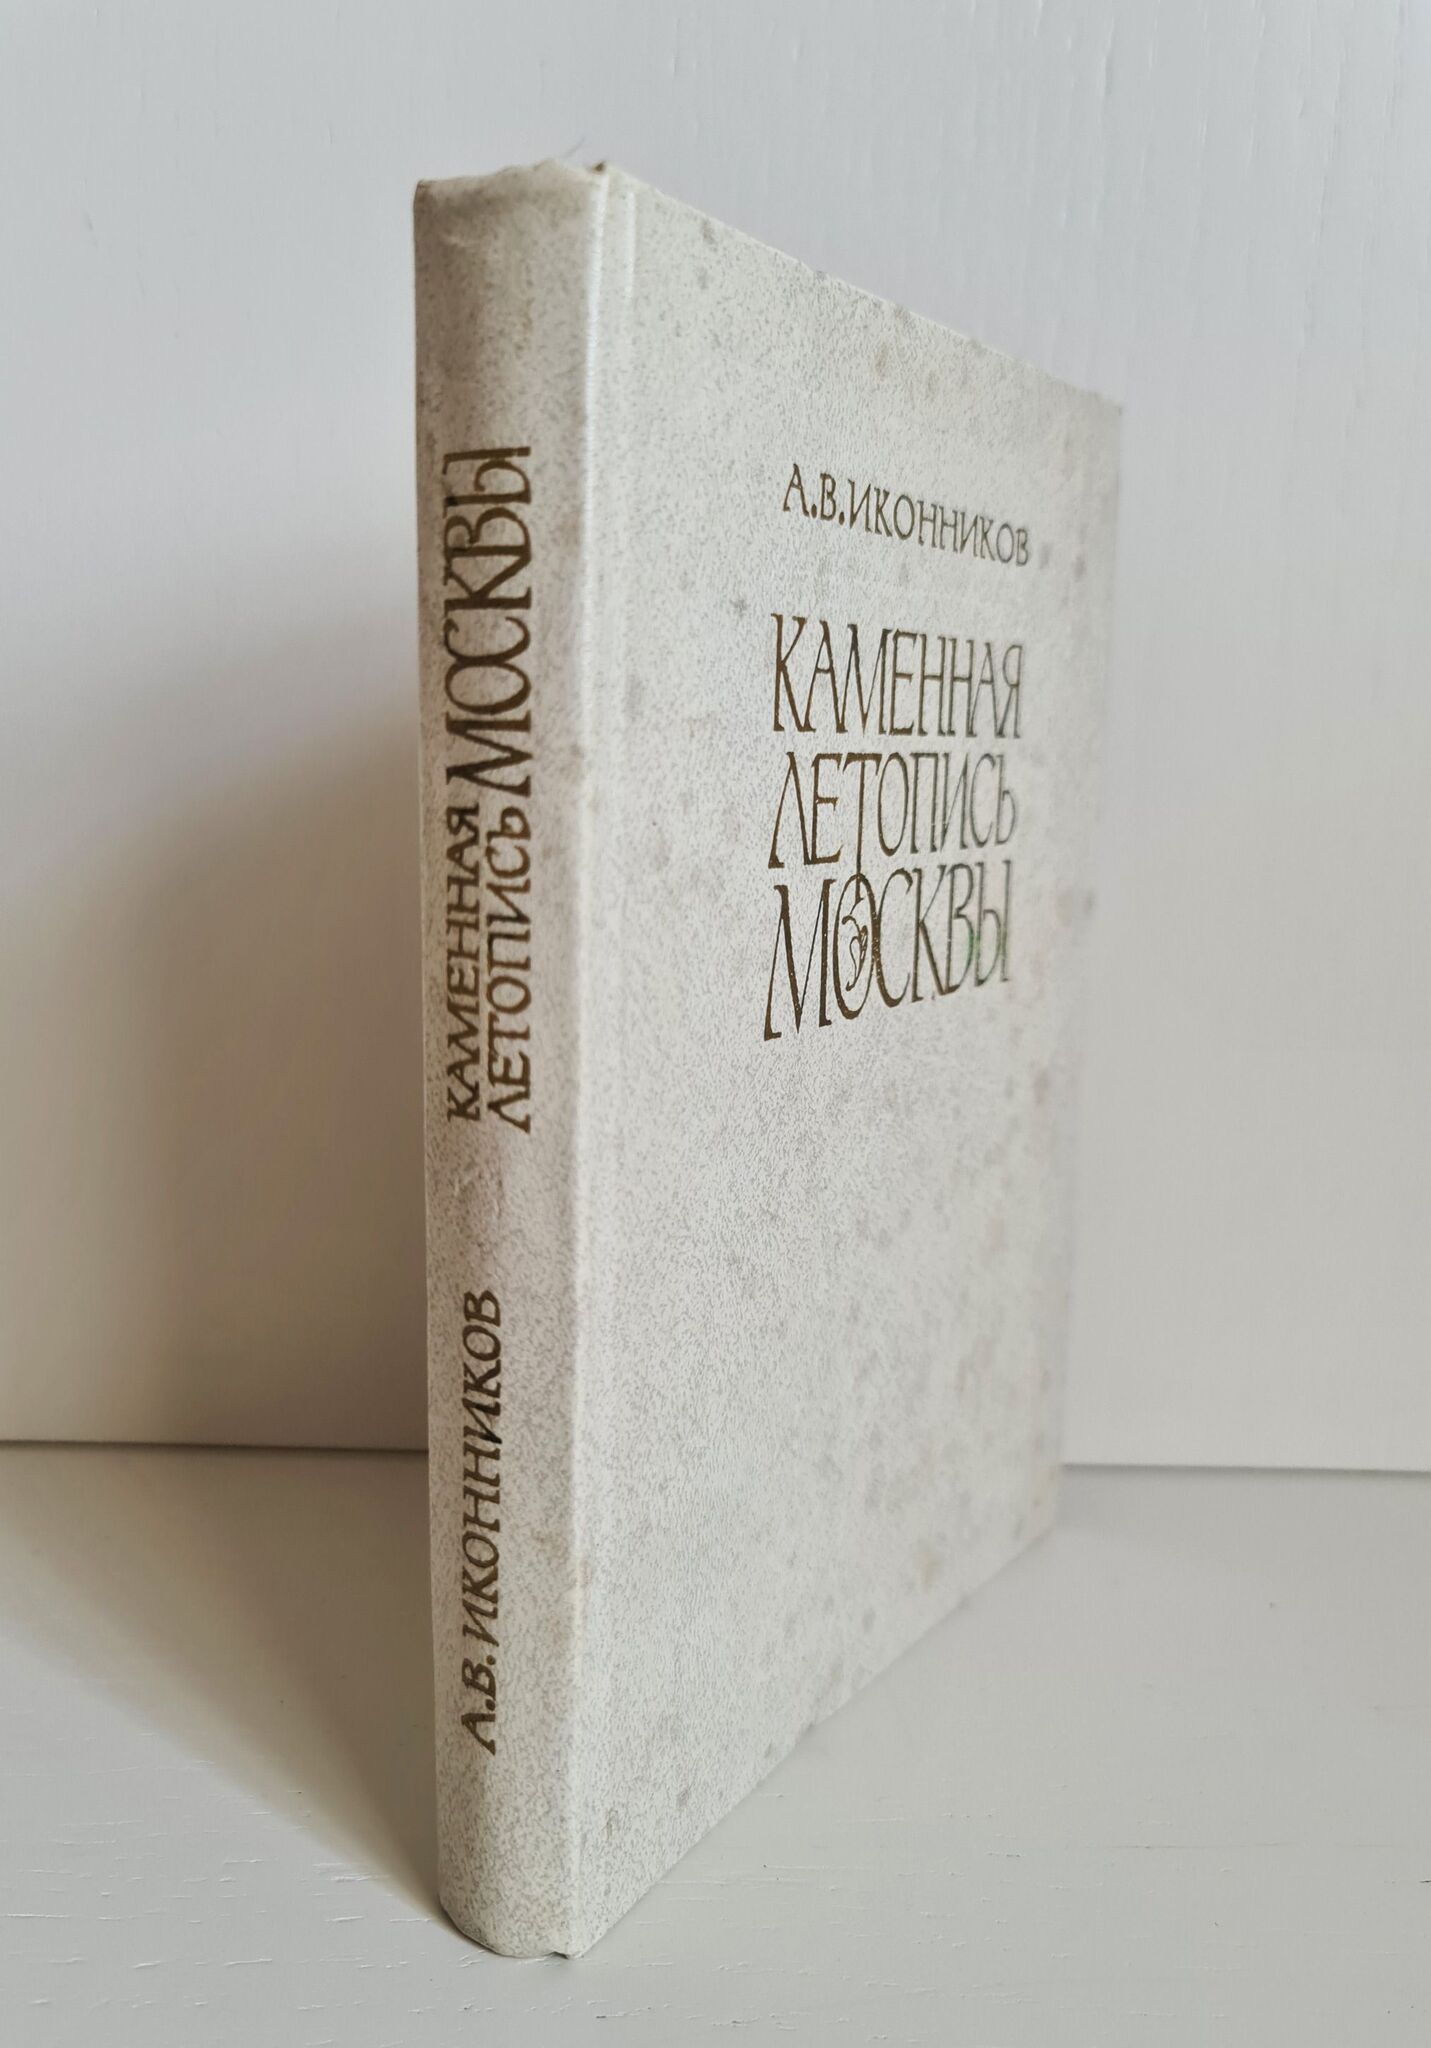 КАМЕННАЯ
ЛЕТОПИСЬ
МОСКВЫ
А.В. ИКОННИКОВ
А.В.ИКОННИКОВ
КАМЕННАЯ
ЛЕТОПИСЬ
МОСКВЫ